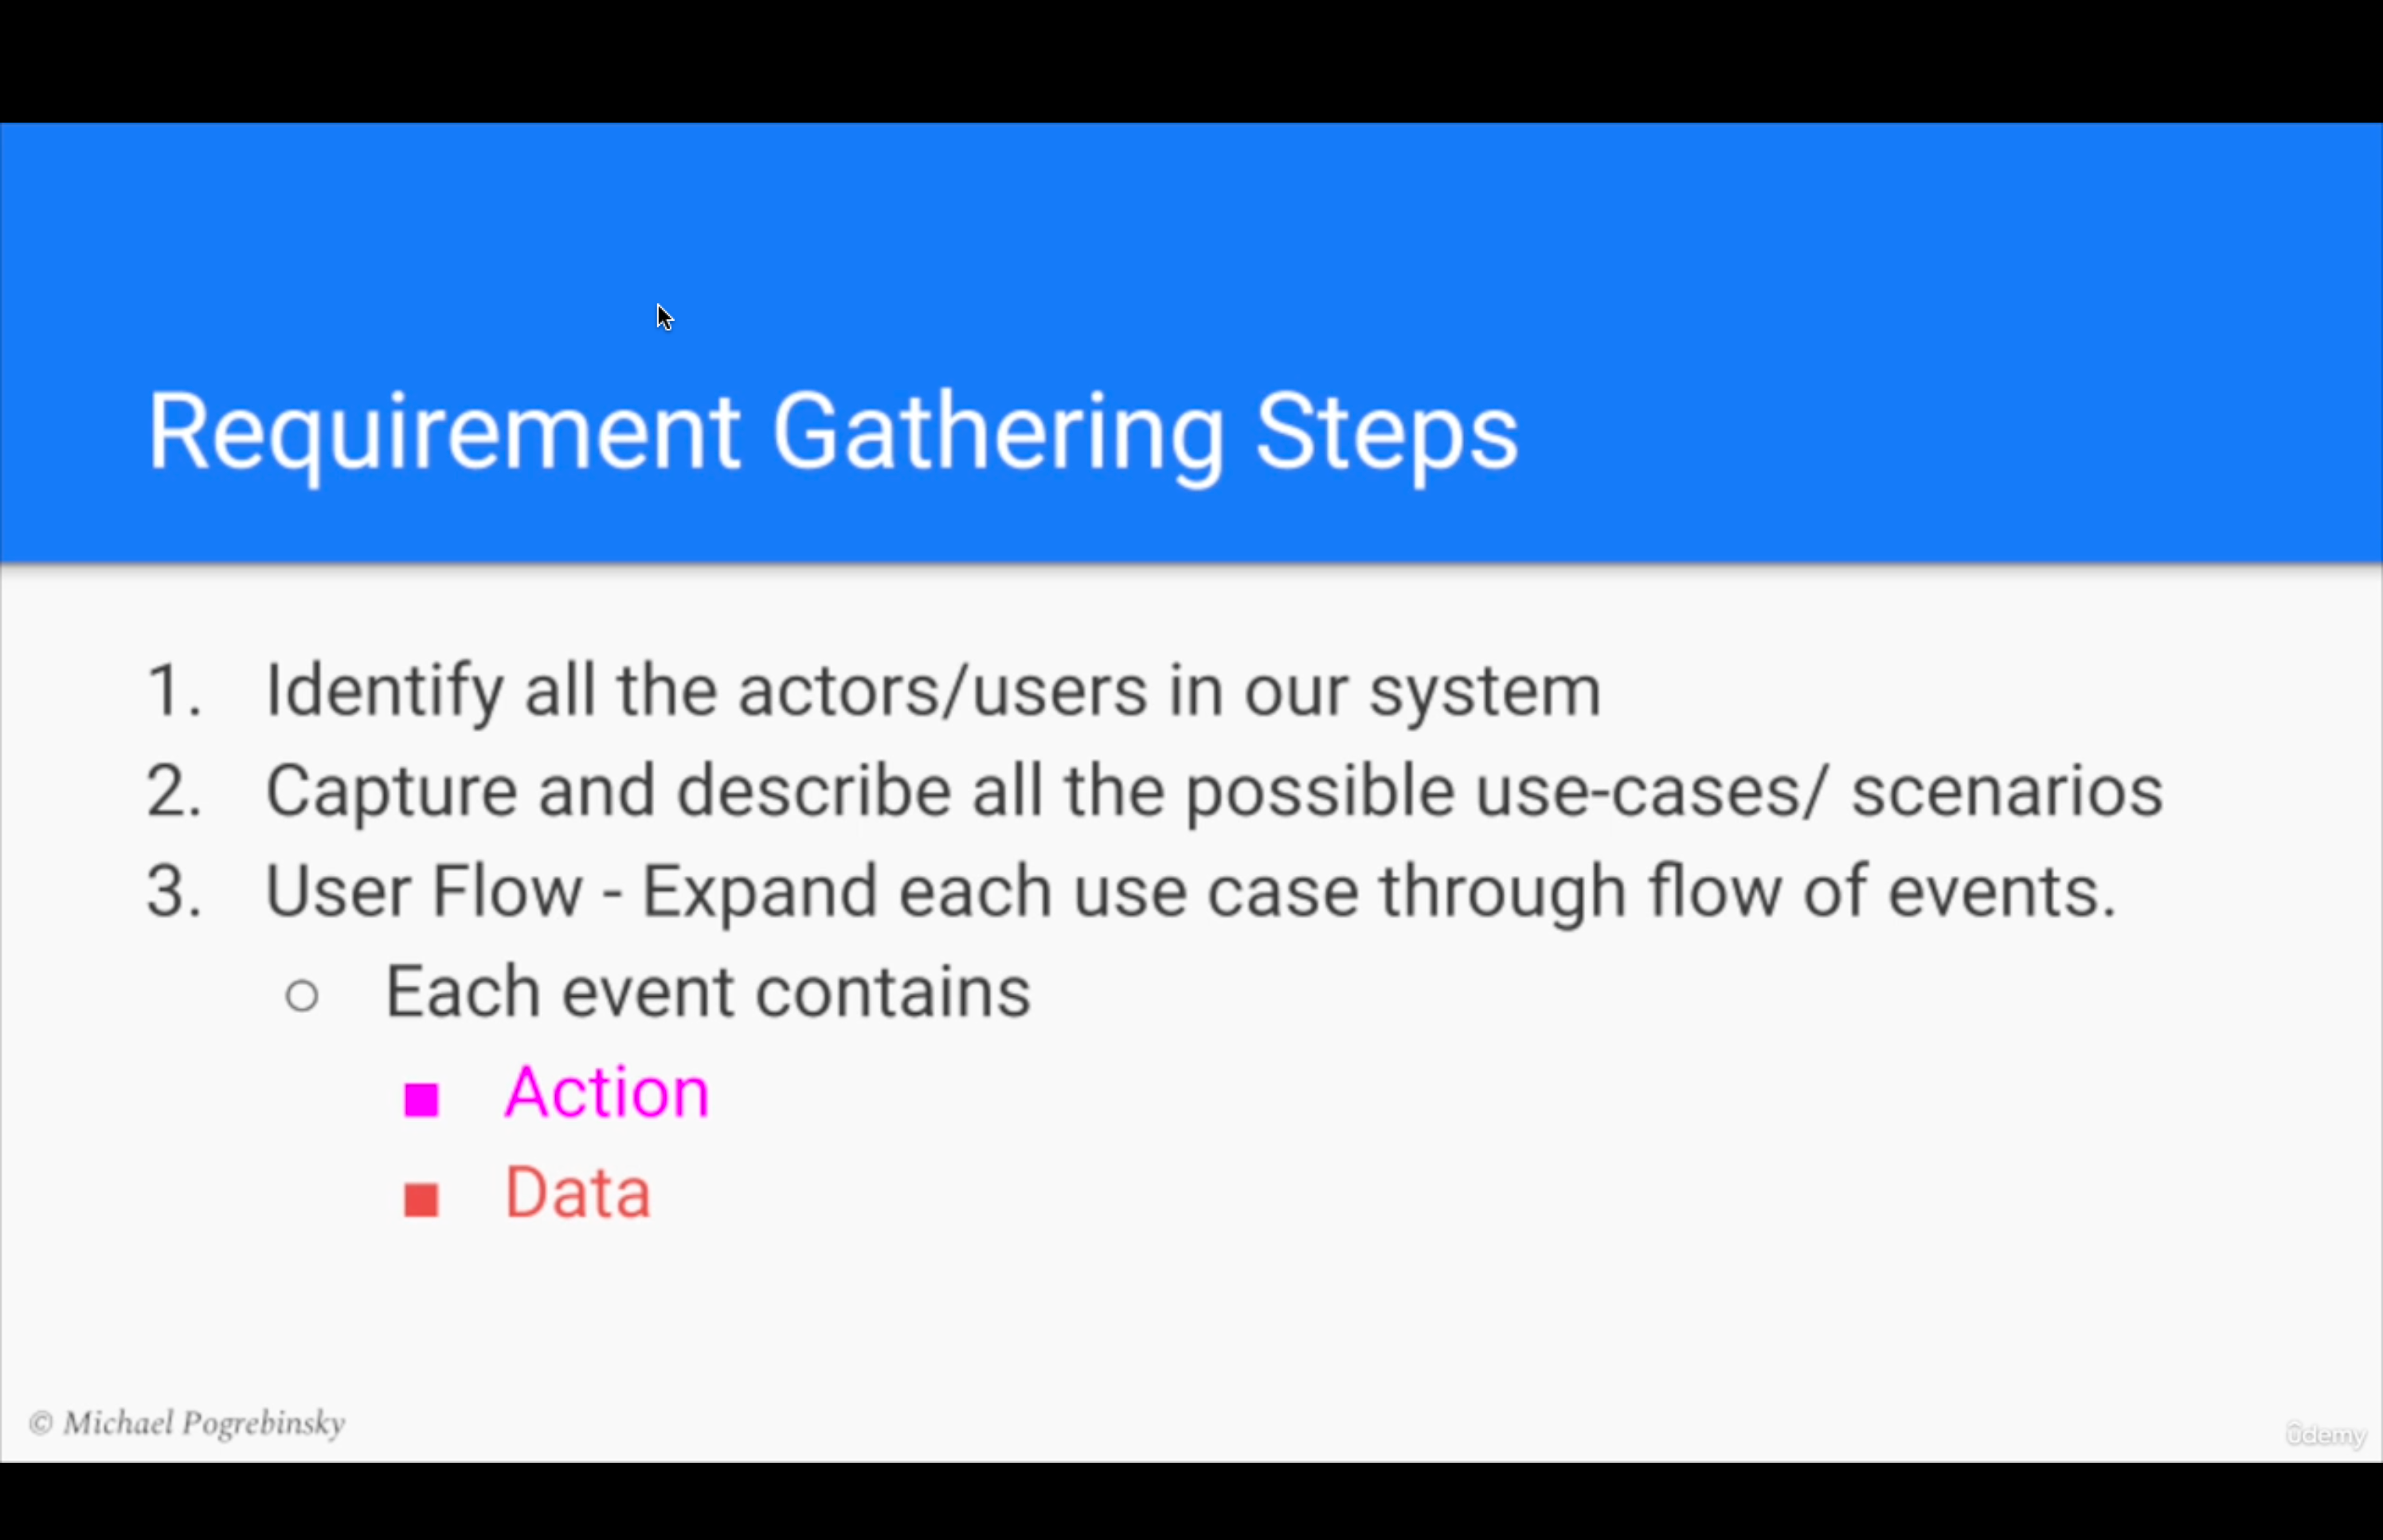 Requirement Gathering Steps
1. Identify all the actors/users in our system
2. Capture and describe all the possible use-cases/ scenarios
3. User Flow - Expand each use case through flow of events.
○ Each event contains
■ Action
■ Data
© Michael Pogrebinsky
ûdemy